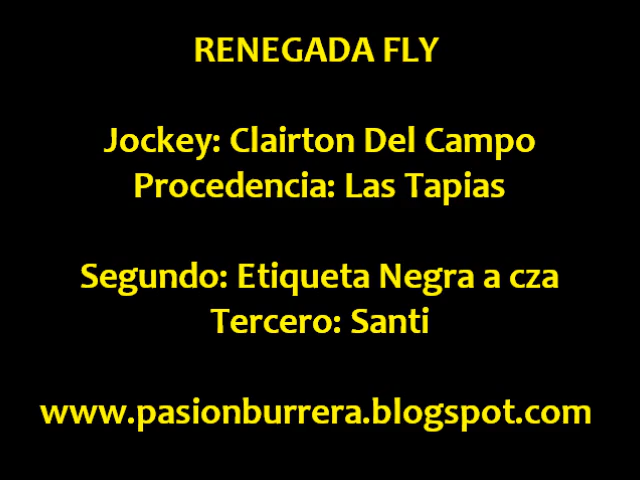 RENEGADA FLY
Jockey: Clairton Del Campo
Procedencia: Las Tapias
Segundo: Etiqueta Negra a cza
Tercero: Santi
www.pasionburrera.blogspot.com